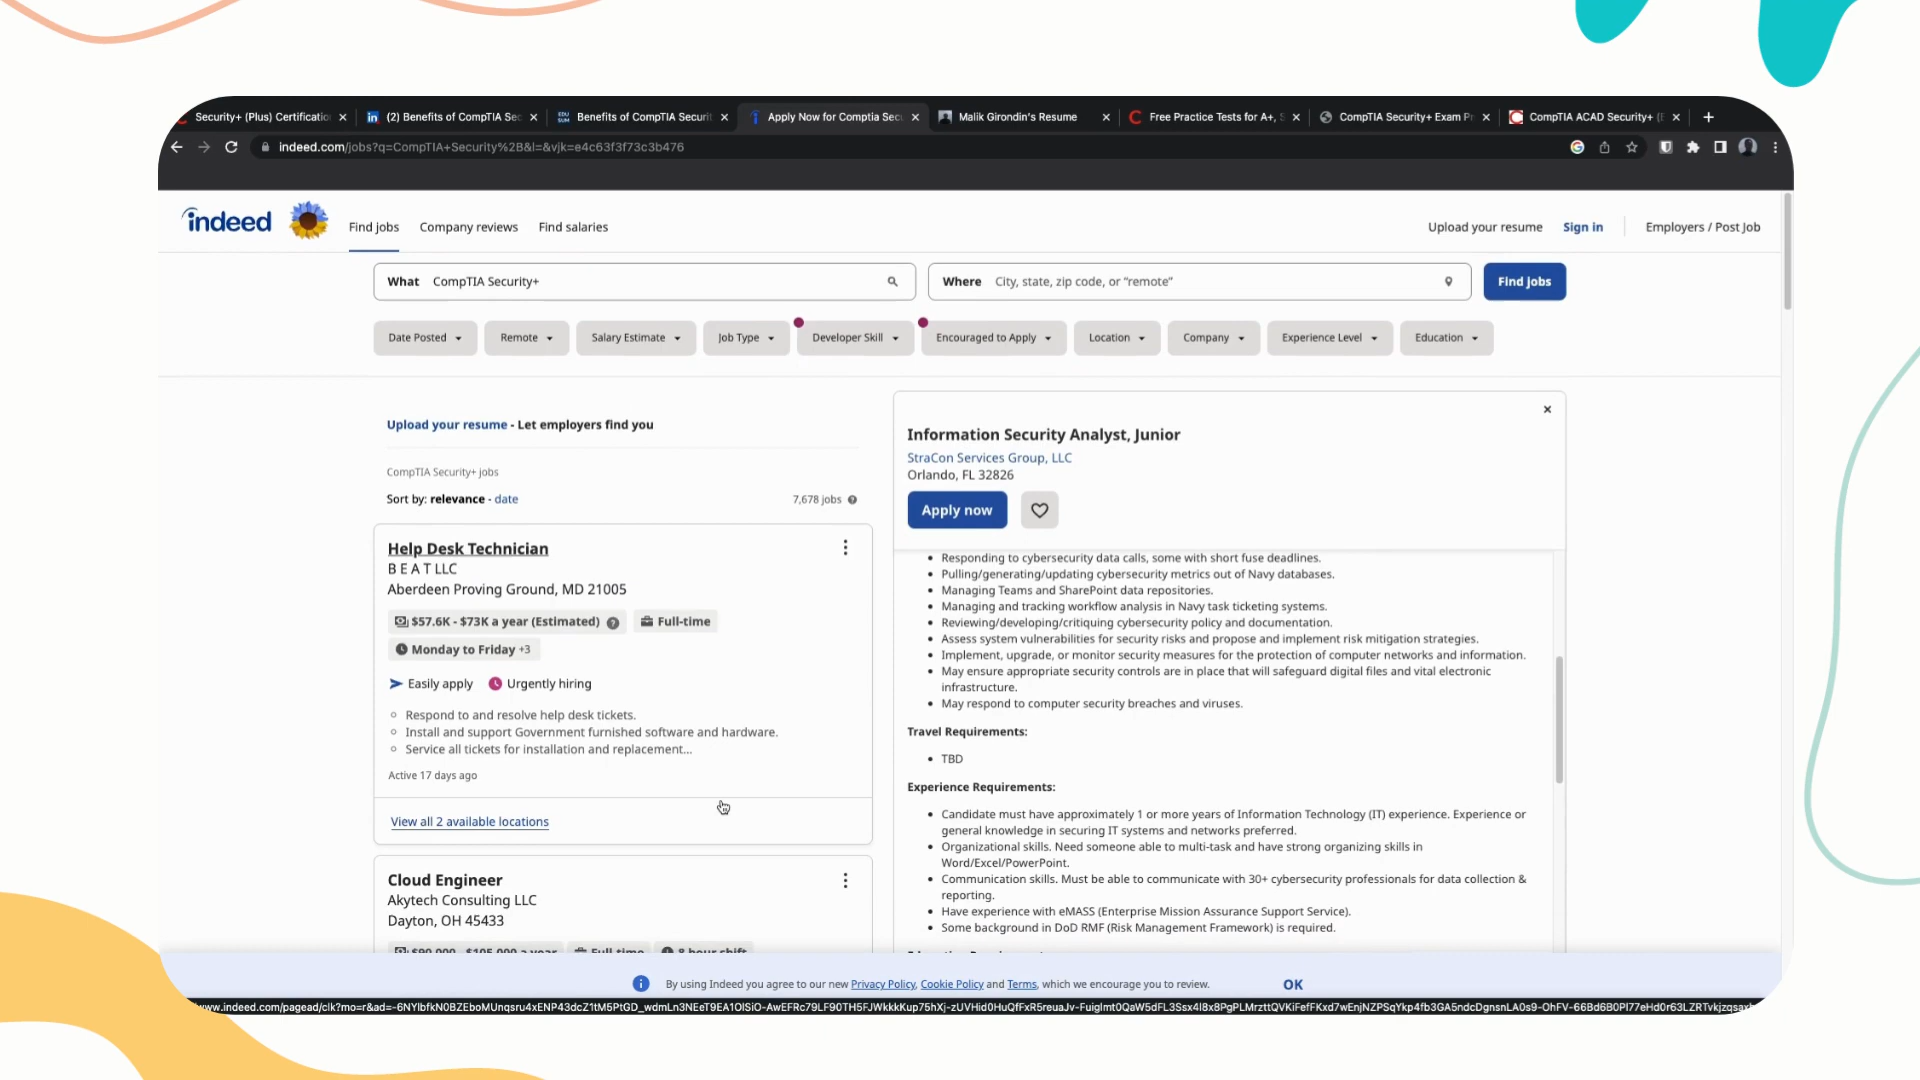 Security+ (Plus) Certificatio
(2) Benefits of CompTIA Sec
EDU SUM
Benefits of CompTIA Securit
Apply Now for Comptia Secu
Malik Girondin's Resume
Free Practice Tests for A+, S
CompTIA Security+ Exam Pr
CompTIA ACAD Security+ (E
indeed.com/jobs?q=CompTIA+Security%2B&l=&vjk=e4c63f3f73c3b476
indeed
Find jobs
Company reviews
Find salaries
Upload your resume
Sign in
Employers / Post Job
What CompTIA Security+
Where City, state, zip code, or "remote"
Find Jobs
Date Posted
Remote
Salary Estimate
Job Type
Developer Skill
Encouraged to Apply
Location
Company
Experience Level
Education
Upload your resume - Let employers find you
CompTIA Security+ jobs
Sort by: relevance - date
7,678 jobs
Help Desk Technician
B E A T LLC
Aberdeen Proving Ground, MD 21005
$57.6K - $73K a year (Estimated)
Full-time
Monday to Friday +3
Easily apply
Urgently hiring
Respond to and resolve help desk tickets.
Install and support Government furnished software and hardware.
Service all tickets for installation and replacement...
Active 17 days ago
View all 2 available locations
Cloud Engineer
Akytech Consulting LLC
Dayton, OH 45433
$90,000 - $105,000 a year
Full-time
8 hour shift
Information Security Analyst, Junior
StraCon Services Group, LLC
Orlando, FL 32826
Apply now
Responding to cybersecurity data calls, some with short fuse deadlines.
Pulling/generating/updating cybersecurity metrics out of Navy databases.
Managing Teams and SharePoint data repositories.
Managing and tracking workflow analysis in Navy task ticketing systems.
Reviewing/developing/critiquing cybersecurity policy and documentation.
Assess system vulnerabilities for security risks and propose and implement risk mitigation strategies.
Implement, upgrade, or monitor security measures for the protection of computer networks and information.
May ensure appropriate security controls are in place that will safeguard digital files and vital electronic
infrastructure.
May respond to computer security breaches and viruses.
Travel Requirements:
TBD
Experience Requirements:
Candidate must have approximately 1 or more years of Information Technology (IT) experience. Experience or
general knowledge in securing IT systems and networks preferred.
Organizational skills. Need someone able to multi-task and have strong organizing skills in
Word/Excel/PowerPoint.
Communication skills. Must be able to communicate with 30+ cybersecurity professionals for data collection &
reporting.
Have experience with eMASS (Enterprise Mission Assurance Support Service).
Some background in DoD RMF (Risk Management Framework) is required.
By using Indeed you agree to our new Privacy Policy, Cookie Policy and Terms, which we encourage you to review.
OK